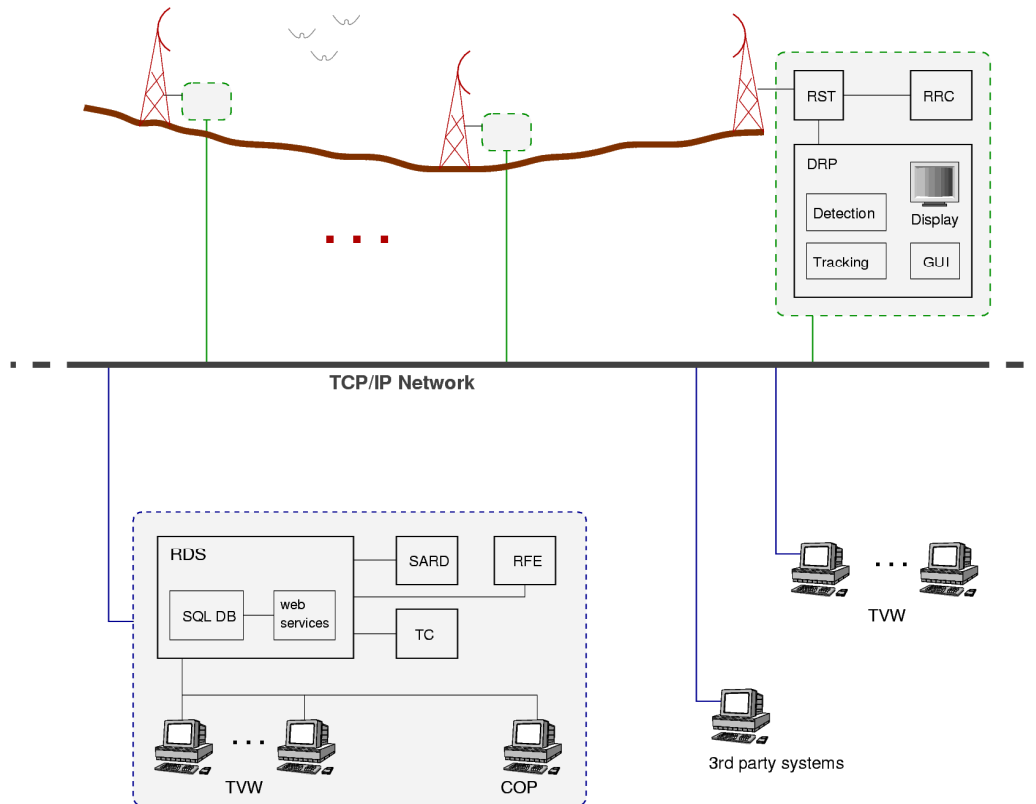 RST
RRC
DRP
Detection
Display
Tracking
GUI
TCP/IP Network
RDS
SARD
RFE
SQL DB
web
services
TC
TVW
TVW
COP
3rd party systems